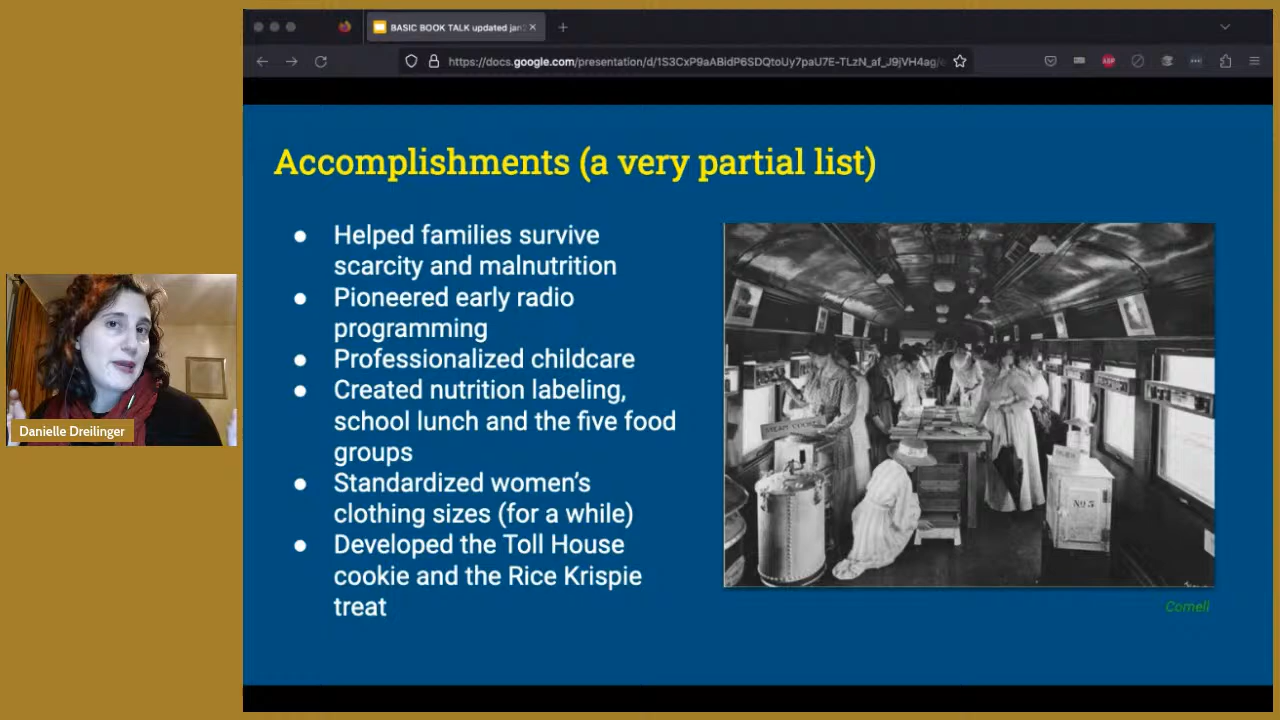 BASIC BOOK TALK updated jan
https://docs.google.com/presentation/d/1S3CxP9aABidP6SDQtoUy7paU7E-TLzN_af_J9jVH4ag/e
ABP
Accomplishments (a very partial list)
● Helped families survive
scarcity and malnutrition
● Pioneered early radio
programming
● Professionalized childcare
● Created nutrition labeling,
school lunch and the five food
groups
● Standardized women's
clothing sizes (for a while)
● Developed the Toll House
cookie and the Rice Krispie
treat
No 5
Cornell
Danielle Dreilinger